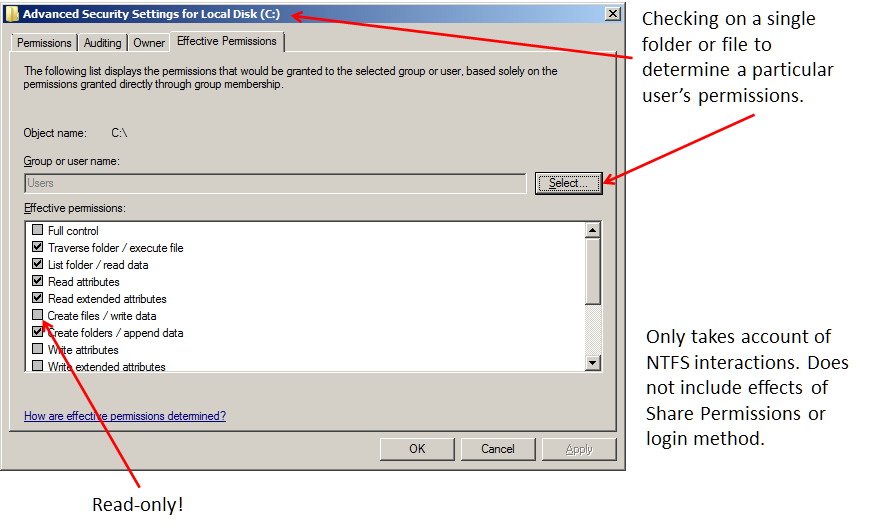 Advanced Security Settings for Local Disk (C:)
Permissions Auditing Owner Effective Permissions
The following list displays the permissions that would be granted to the selected group or user, based solely on the
permissions granted directly through group membership.
Object name: C:\
Group or user name:
Users
Select...
Effective permissions:
Full control
Traverse folder / execute file
List folder / read data
Read attributes
Read extended attributes
Create files / write data
Create folders / append data
Write attributes
Write extended attributes
How are effective permissions determined?
OK Cancel Apply
Checking on a single
folder or file to
determine a particular
user’s permissions.
Only takes account of
NTFS interactions. Does
not include effects of
Share Permissions or
login method.
Read-only!